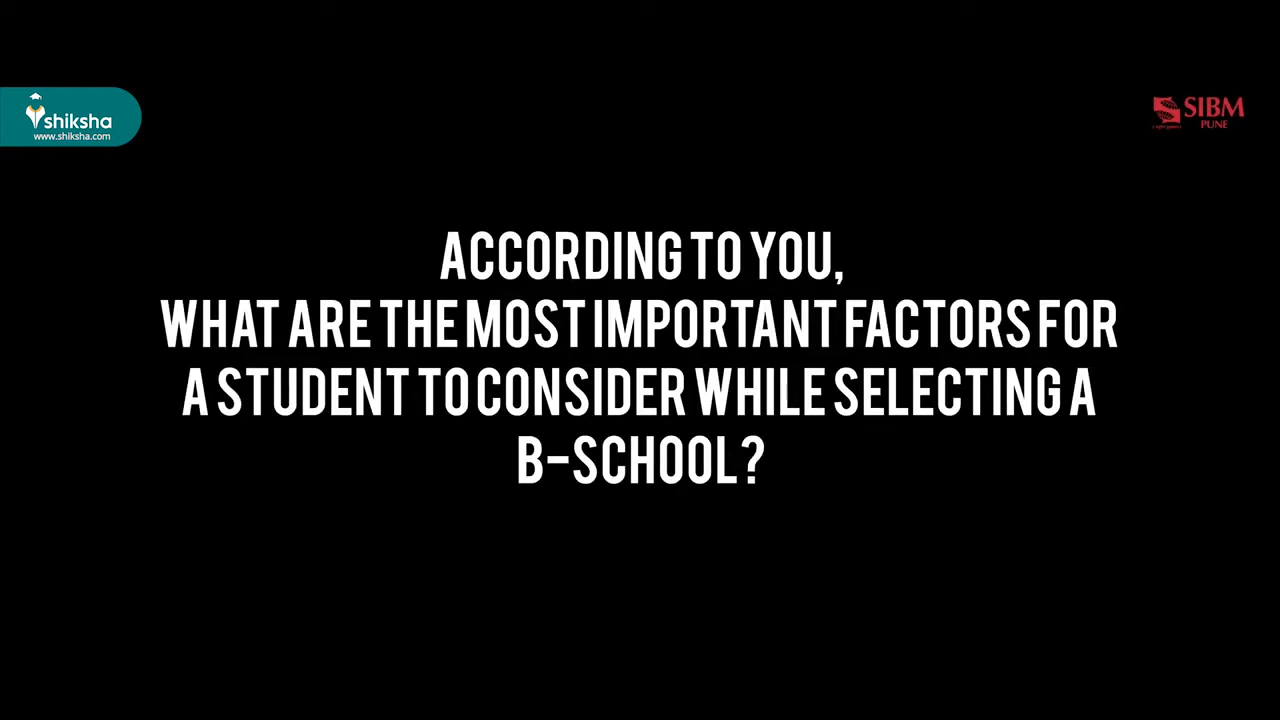 shiksha
www.shiksha.com
SIBM
PUNE
ACCORDING TO YOU,
WHAT ARE THE MOST IMPORTANT FACTORS FOR
A STUDENT TO CONSIDER WHILE SELECTING A
B-SCHOOL?